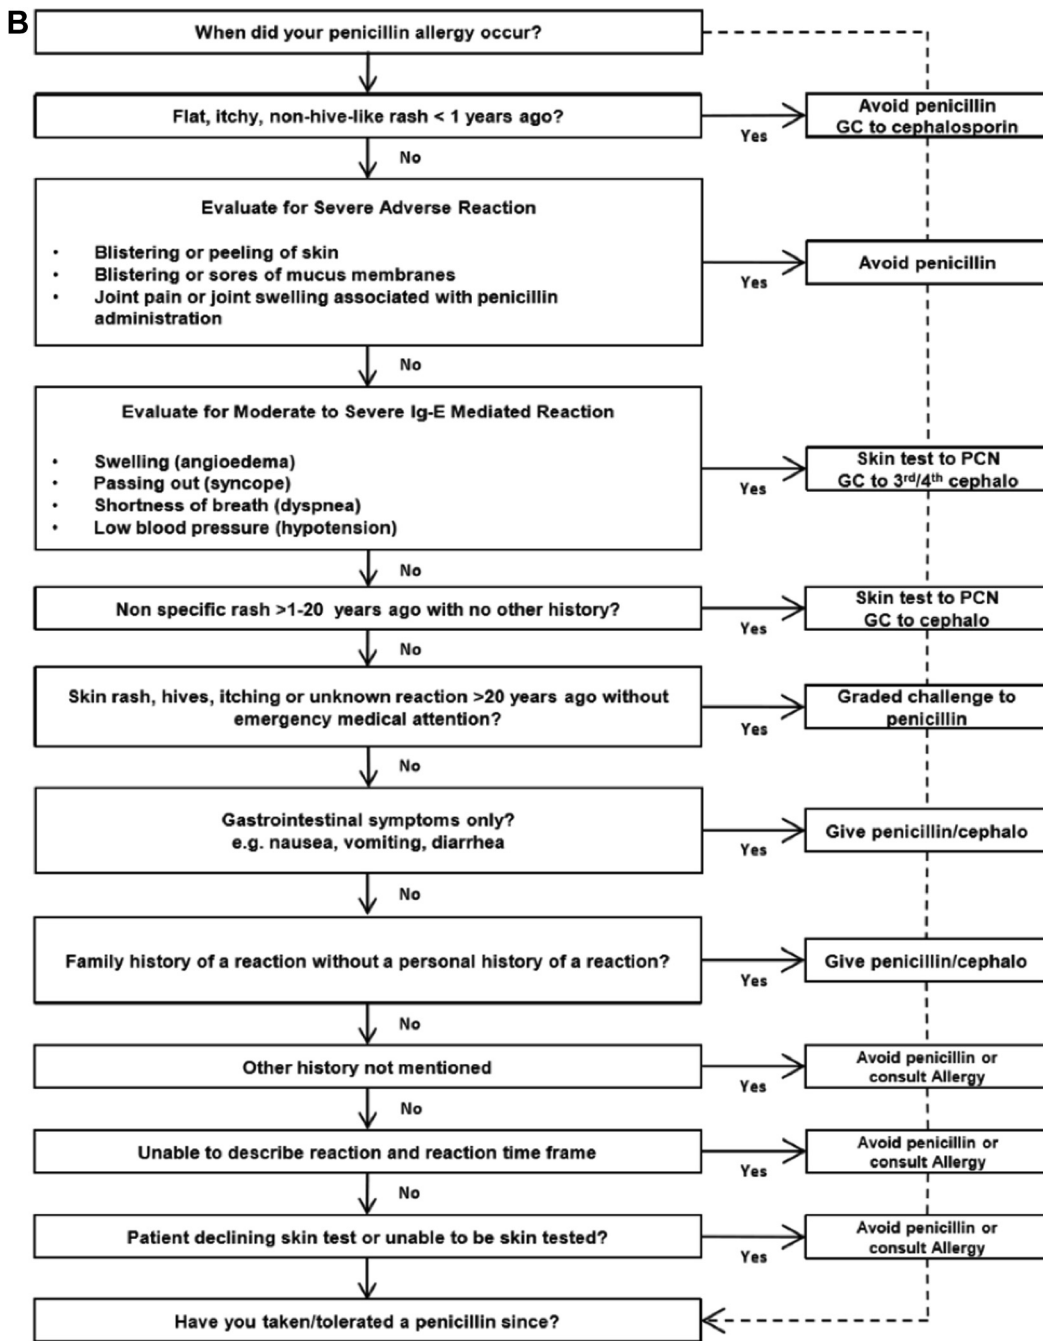 B
When did your penicillin allergy occur?
Flat, itchy, non-hive-like rash < 1 years ago?
Yes
Avoid penicillin
GC to cephalosporin
No
Evaluate for Severe Adverse Reaction
• Blistering or peeling of skin
• Blistering or sores of mucus membranes
• Joint pain or joint swelling associated with penicillin
administration
Yes
Avoid penicillin
No
Evaluate for Moderate to Severe Ig-E Mediated Reaction
• Swelling (angioedema)
• Passing out (syncope)
• Shortness of breath (dyspnea)
• Low blood pressure (hypotension)
Yes
Skin test to PCN
GC to 3rd/4th cephalo
No
Non specific rash >1-20 years ago with no other history?
Yes
Skin test to PCN
GC to cephalo
No
Skin rash, hives, itching or unknown reaction >20 years ago without
emergency medical attention?
Yes
Graded challenge to
penicillin
No
Gastrointestinal symptoms only?
e.g. nausea, vomiting, diarrhea
Yes
Give penicillin/cephalo
No
Family history of a reaction without a personal history of a reaction?
Yes
Give penicillin/cephalo
No
Other history not mentioned
Yes
Avoid penicillin or
consult Allergy
No
Unable to describe reaction and reaction time frame
Yes
Avoid penicillin or
consult Allergy
No
Patient declining skin test or unable to be skin tested?
Yes
Avoid penicillin or
consult Allergy
Have you taken/tolerated a penicillin since?